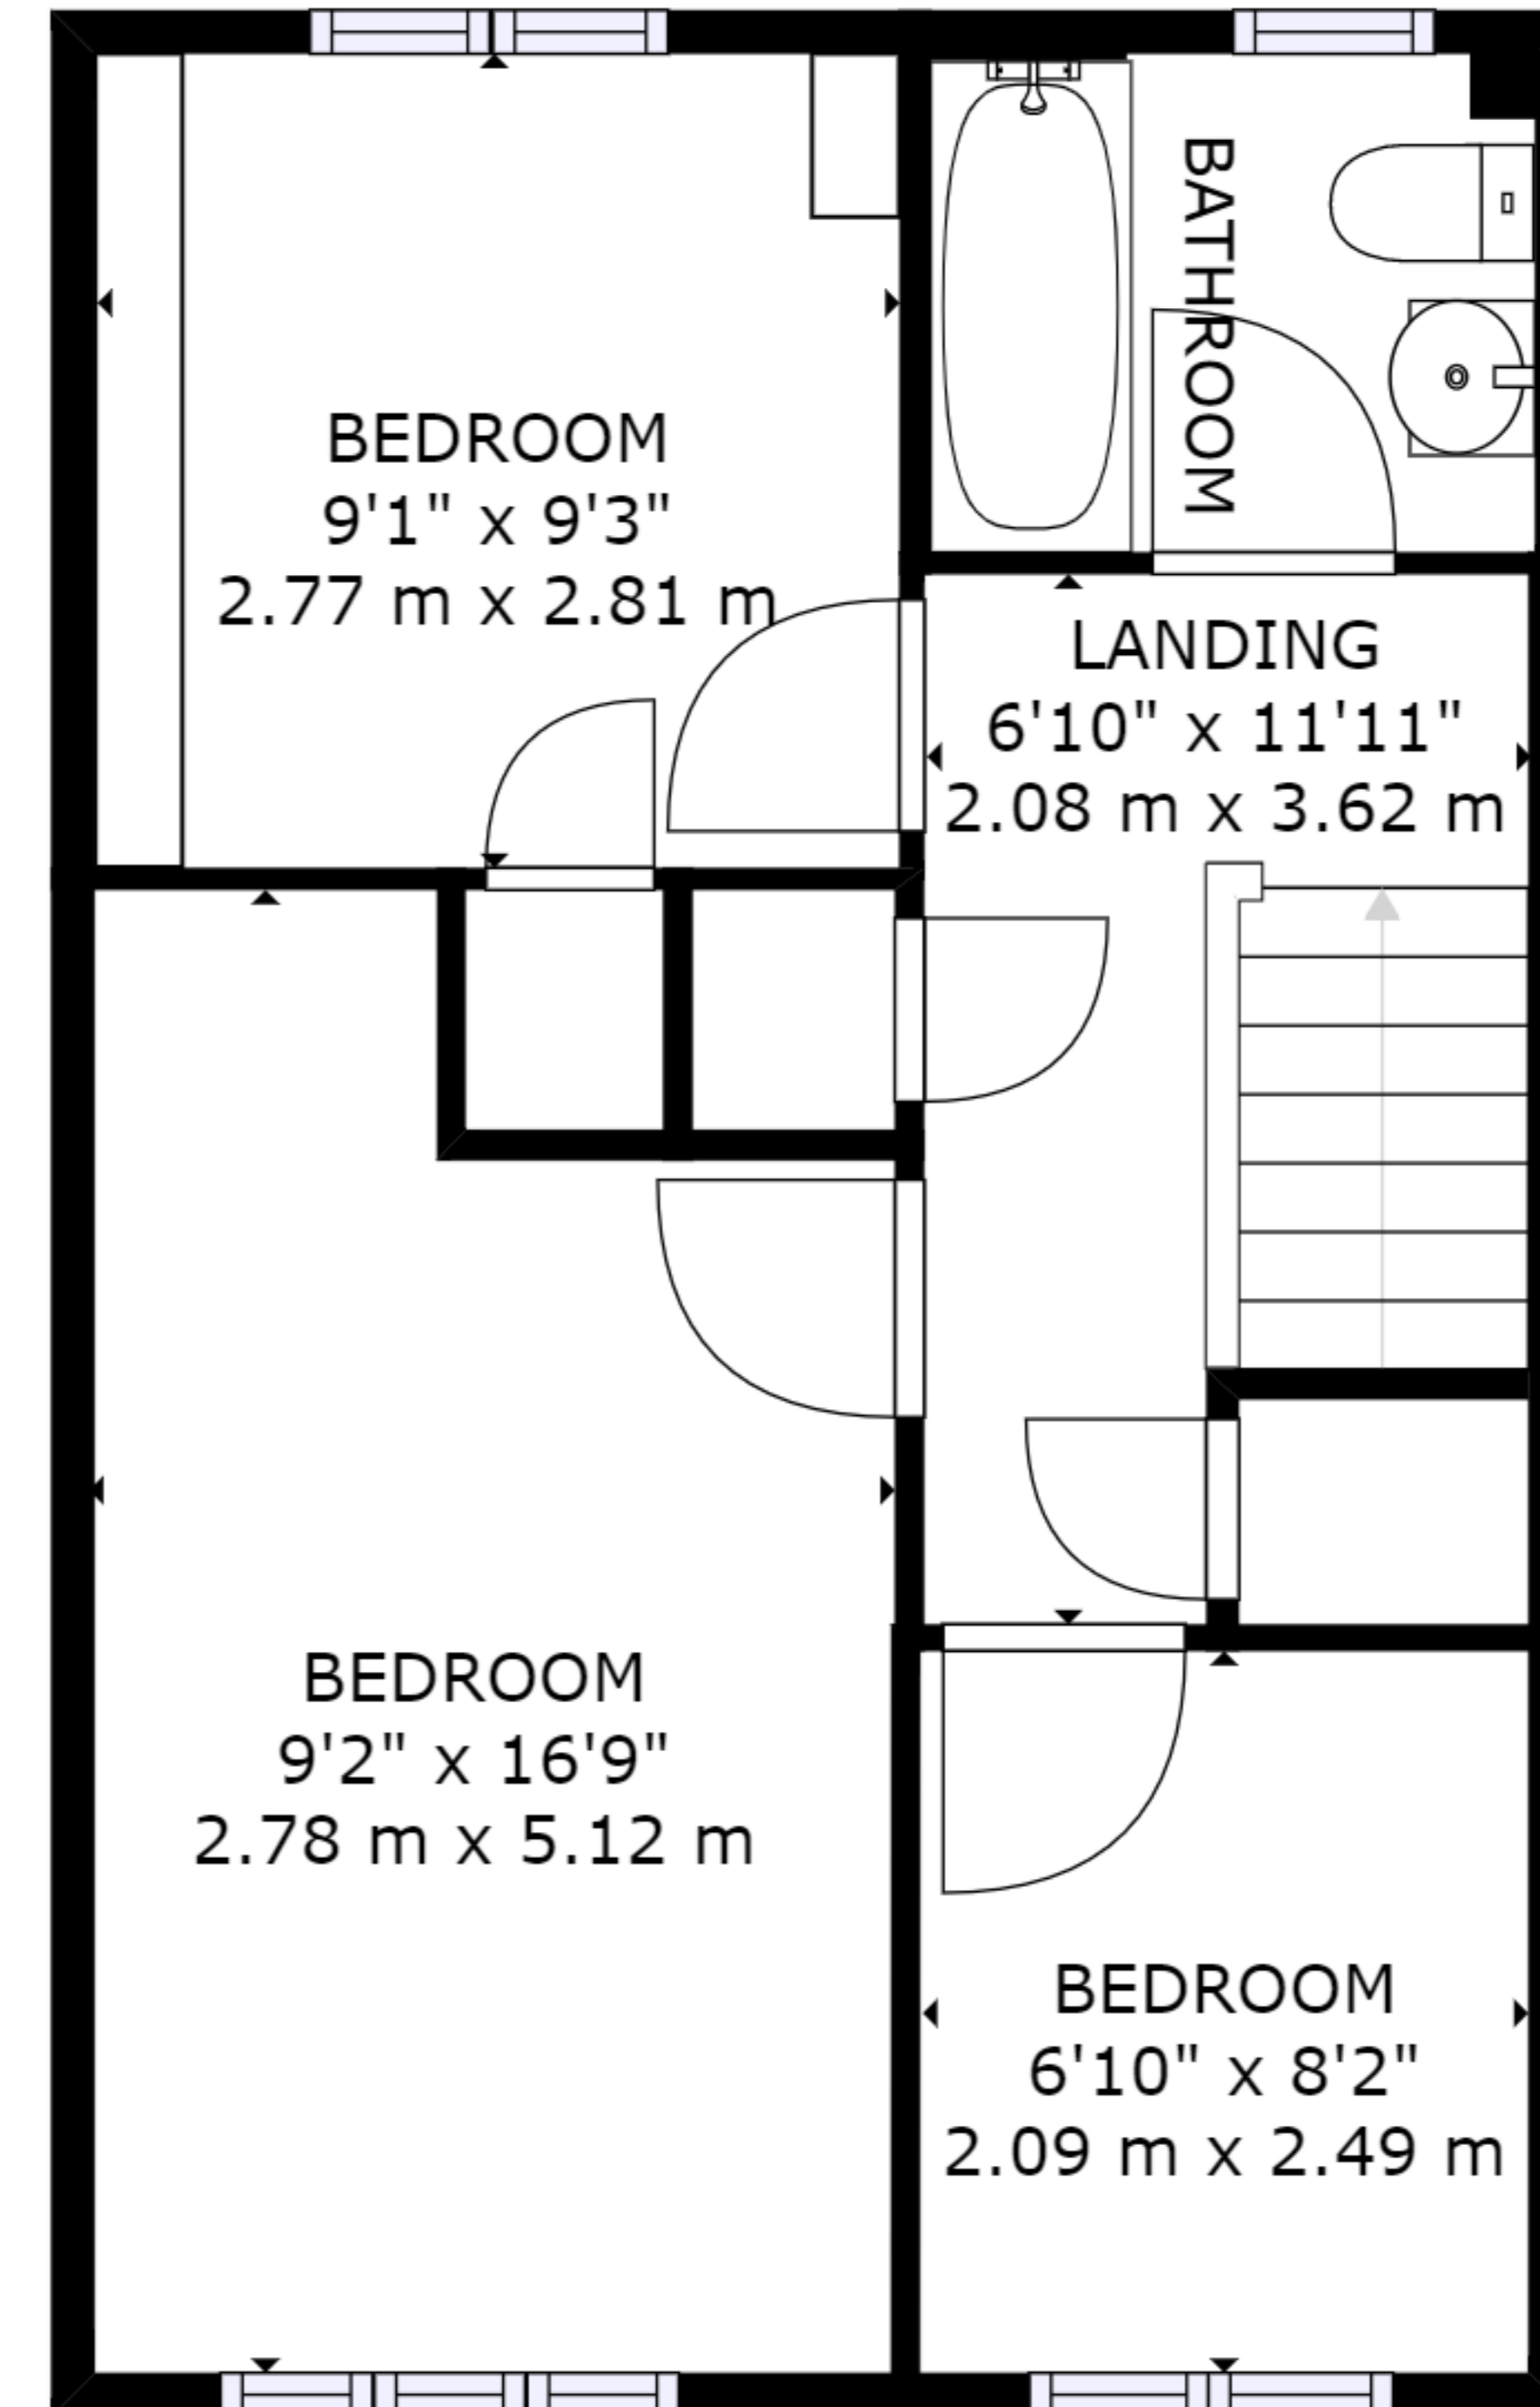 BEDROOM
9'1" x 9'3"
2.77 m x 2.81 m
BATHROOM
LANDING
6'10" x 11'11"
2.08 m x 3.62 m
BEDROOM
9'2" x 16'9"
2.78 m x 5.12 m
BEDROOM
6'10" x 8'2"
2.09 m x 2.49 m